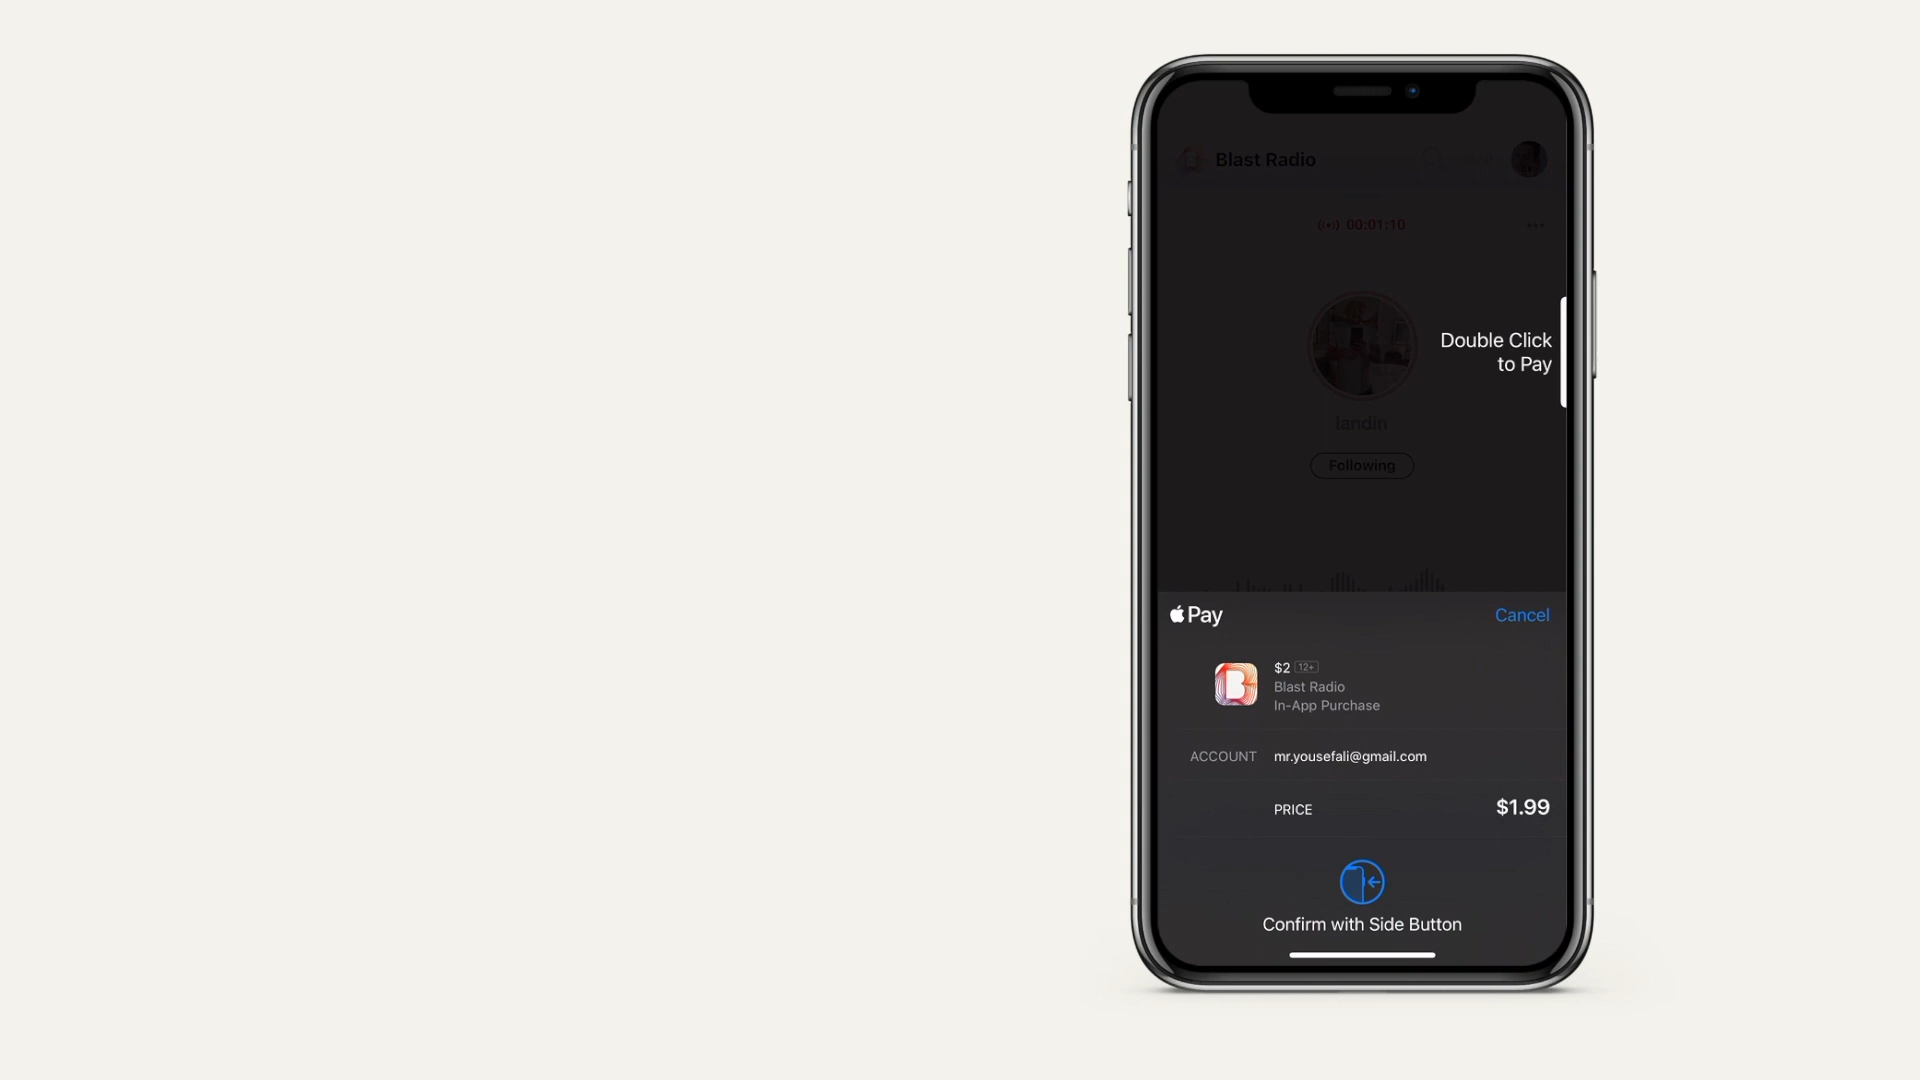 Blast Radio
00:01:10
Double Click
to Pay
landin
Following
Pay
Cancel
$2 12+
Blast Radio
In-App Purchase
ACCOUNT mr.yousefali@gmail.com
PRICE $1.99
Confirm with Side Button